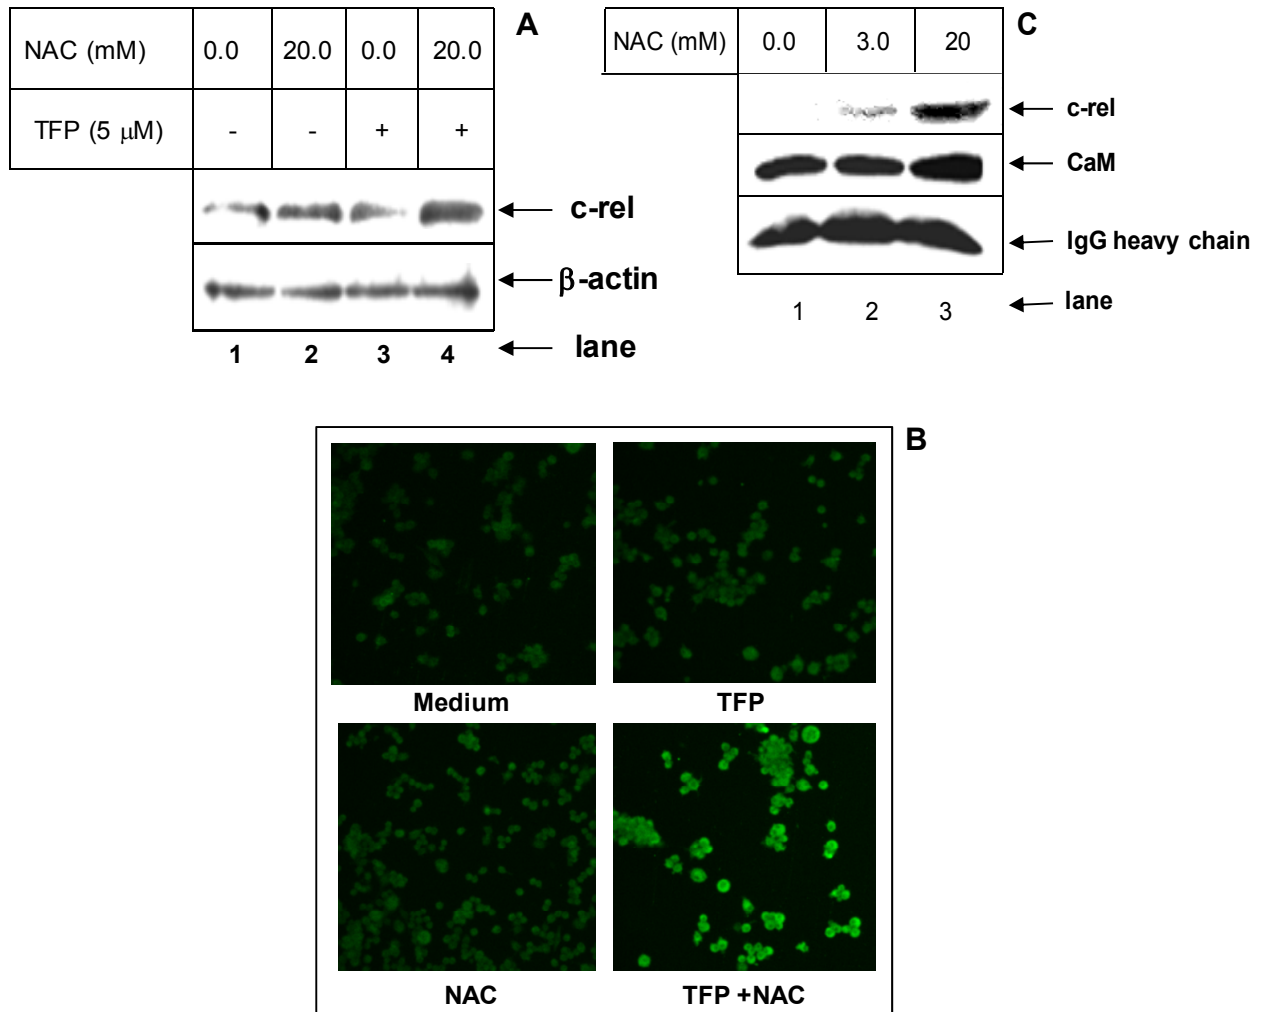 A
NAC (mM) 0.0 20.0 0.0 20.0
TFP (5 μM) - - + +
c-rel
β-actin
1 2 3 4 lane
C
NAC (mM) 0.0 3.0 20
c-rel
CaM
IgG heavy chain
1 2 3 lane
B
Medium TFP
NAC TFP +NAC